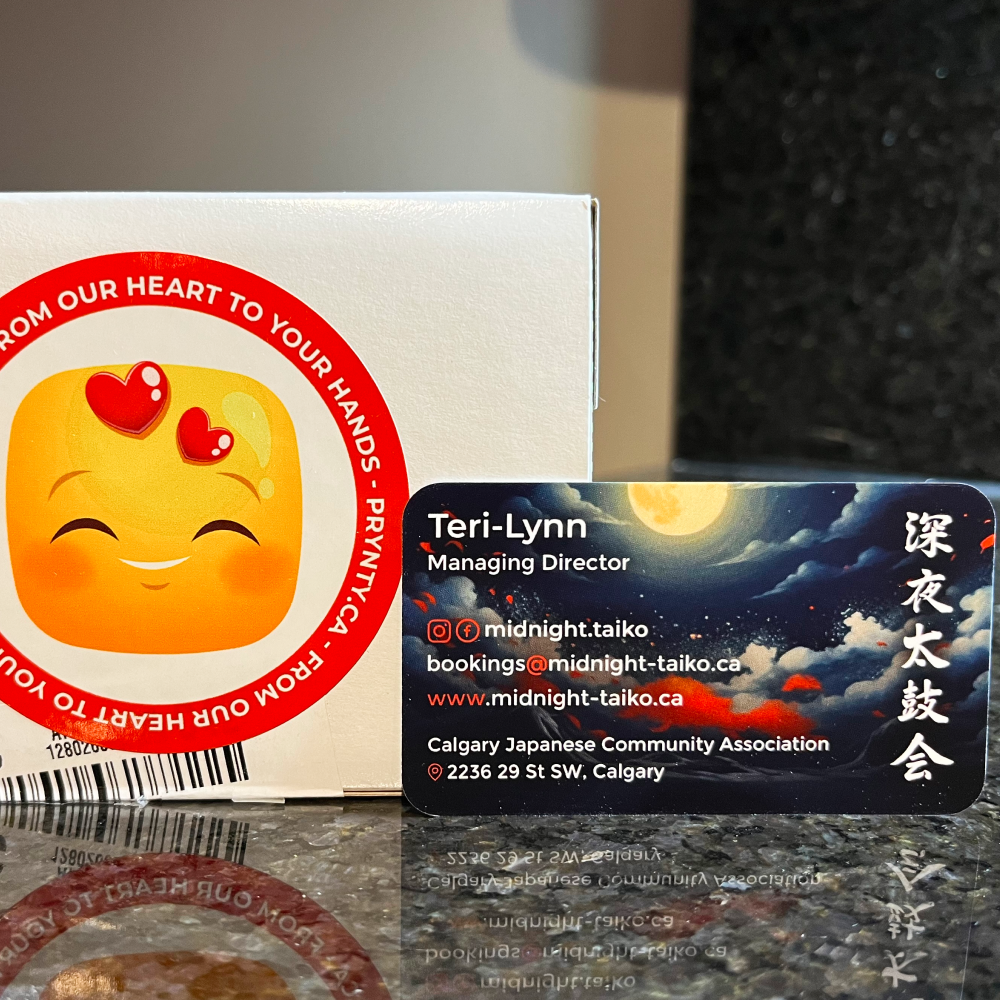 FROM OUR HEART TO YOUR HANDS - PRYNTY.CA - FROM OUR HEART TO YOUR
Teri-Lynn
Managing Director
midnight.taiko
bookings@midnight-taiko.ca
www.midnight-taiko.ca
Calgary Japanese Community Association
2236 29 St SW, Calgary
深夜太鼓会